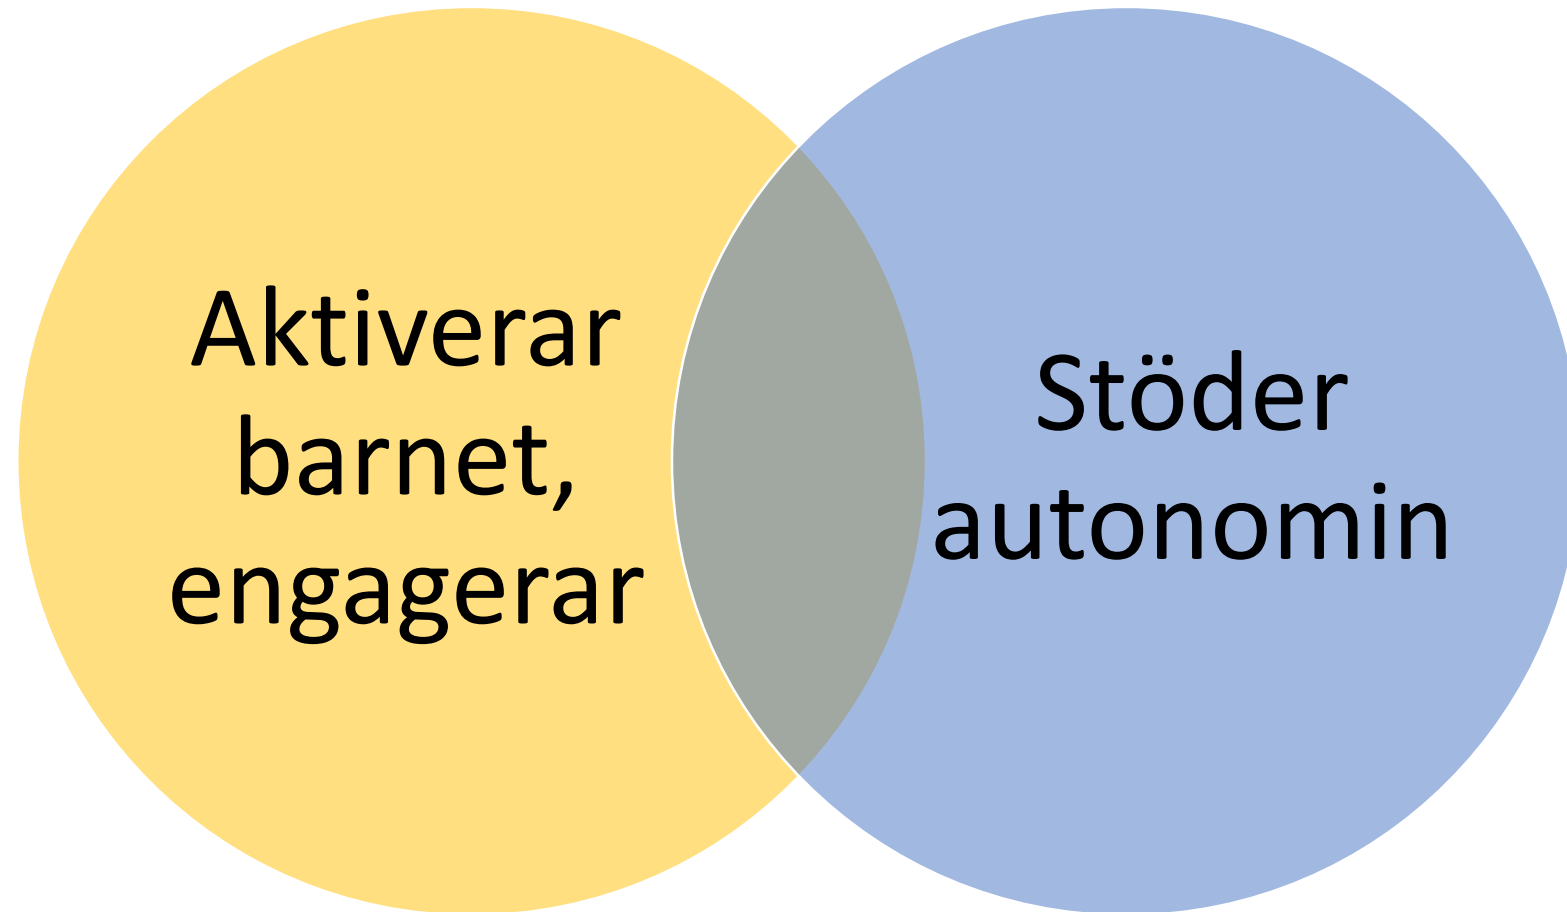 Aktiverar
barnet,
engagerar
Stöder
autonomin